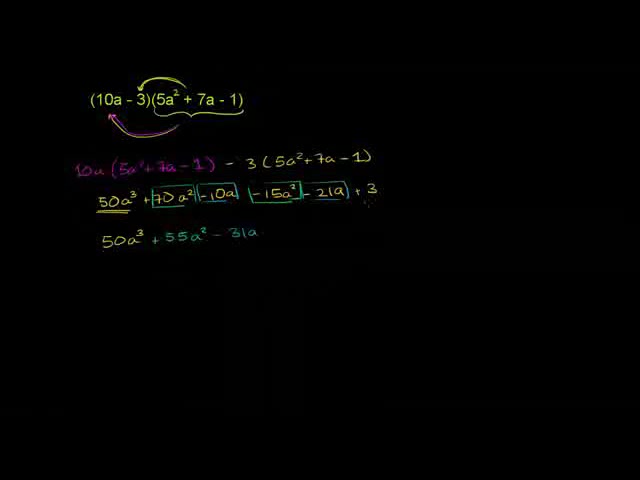 (10a - 3)(5a² + 7a - 1)
10a(5a²+7a-1) - 3(5a²+7a-1)
50a³ + 70a² - 10a - 15a² - 21a + 3
50a³ + 55a² - 31a